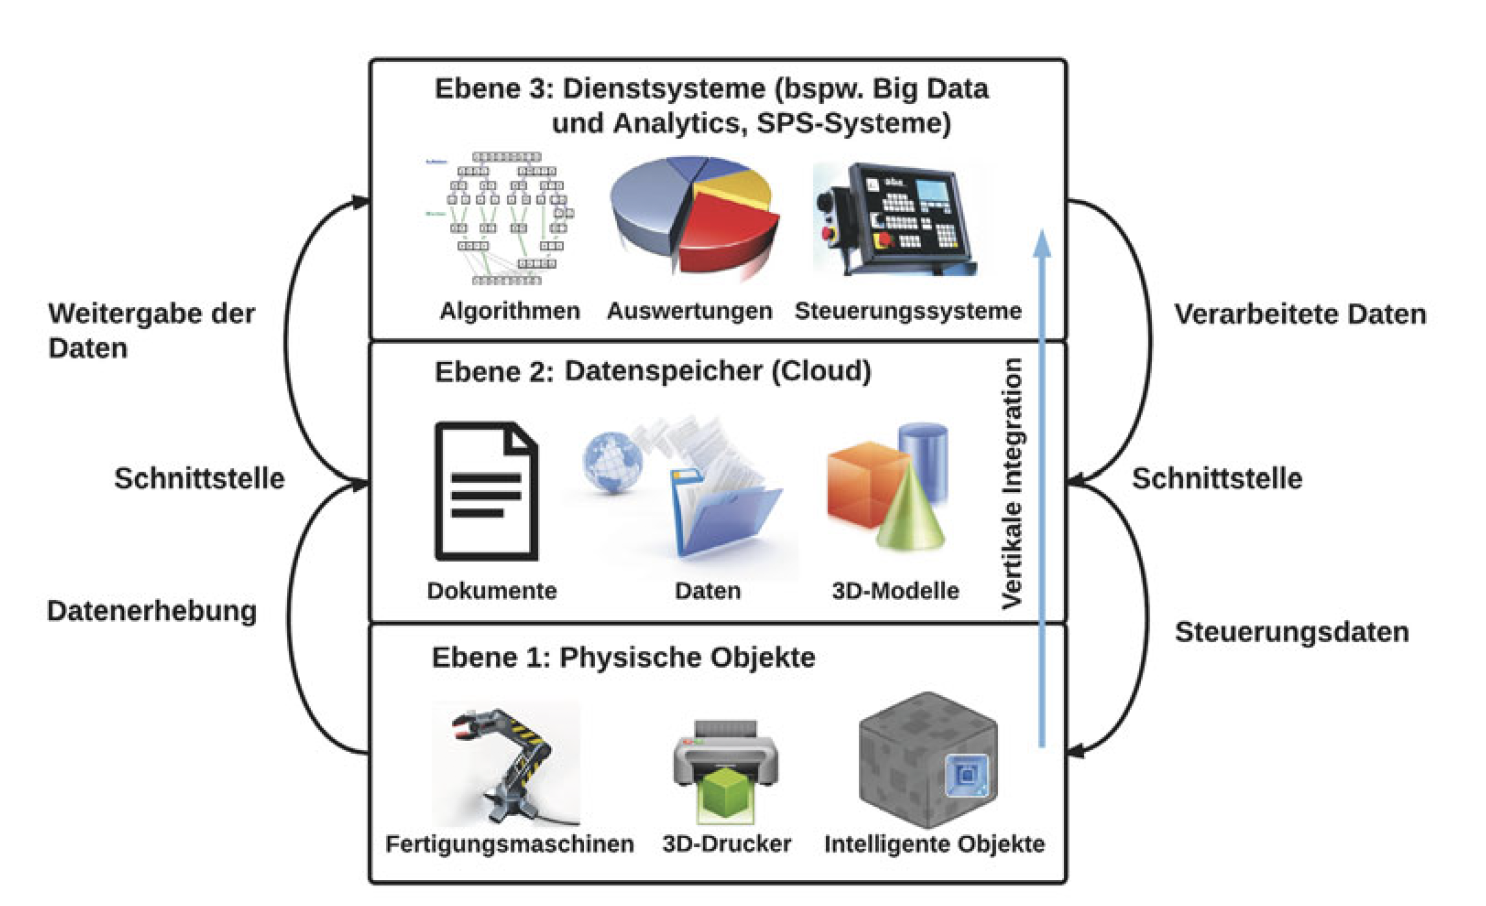 Ebene 3: Dienstsysteme (bspw. Big Data
und Analytics, SPS-Systeme)
Algorithmen
Auswertungen
Steuerungssysteme
Weitergabe der
Daten
Verarbeitete Daten
Ebene 2: Datenspeicher (Cloud)
Vertikale Integration
Schnittstelle
Schnittstelle
Dokumente
Daten
3D-Modelle
Datenerhebung
Steuerungsdaten
Ebene 1: Physische Objekte
Fertigungsmaschinen
3D-Drucker
Intelligente Objekte